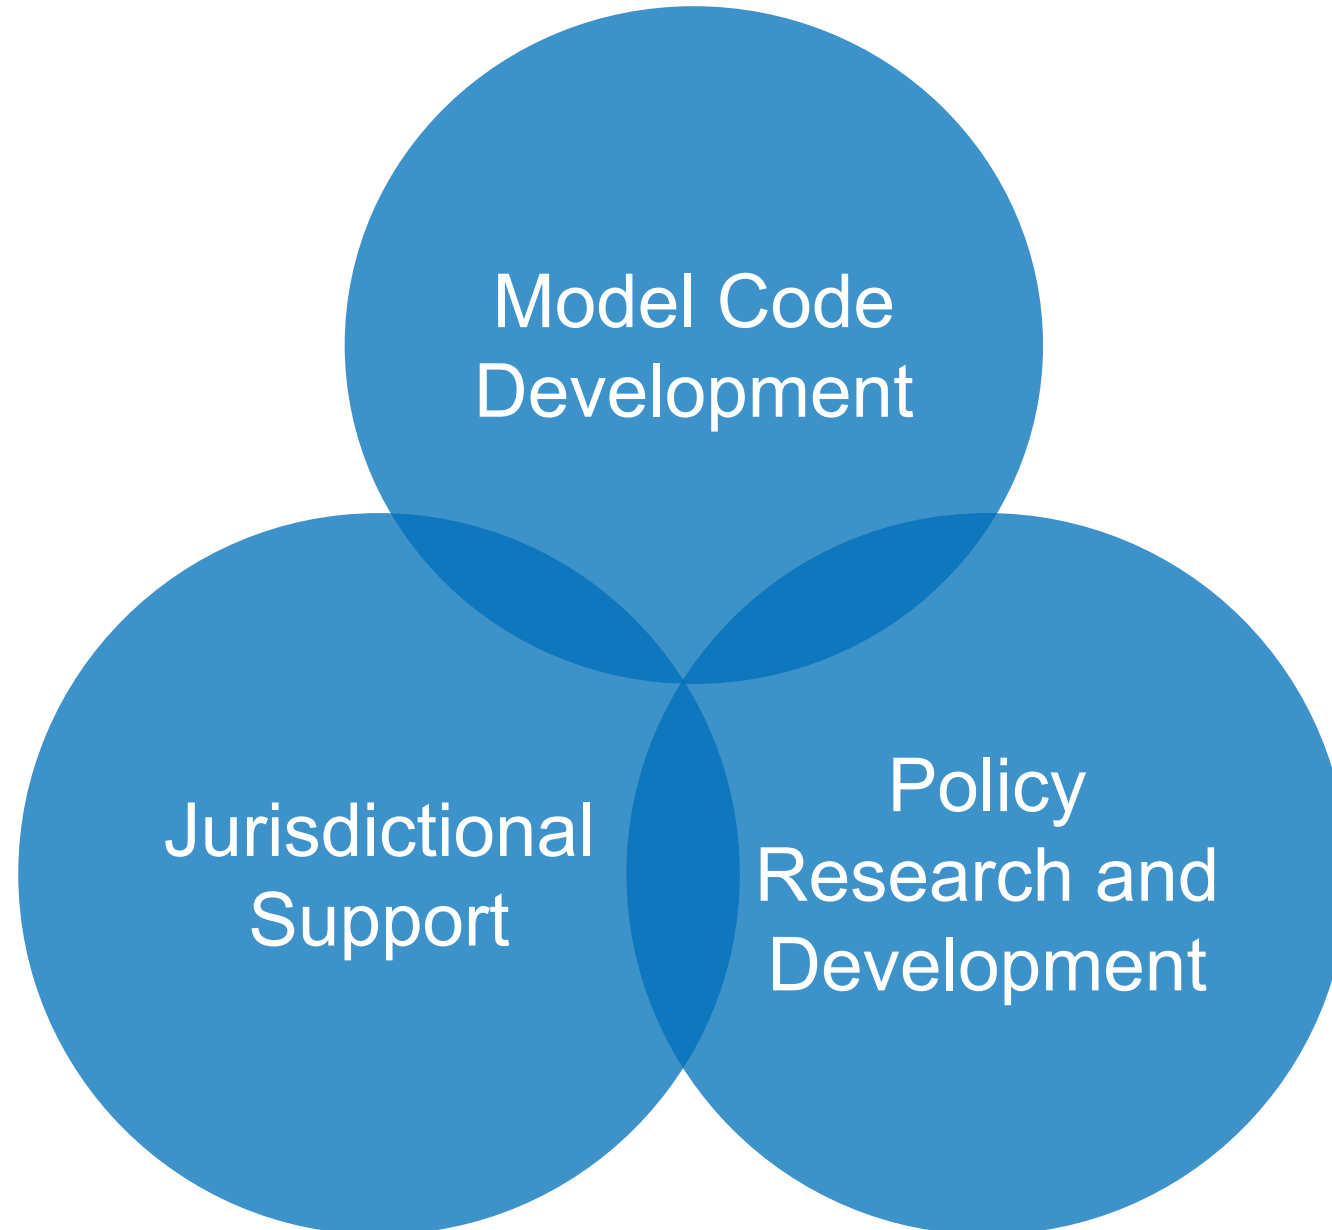 Model Code
Development
Jurisdictional
Support
Policy
Research and
Development